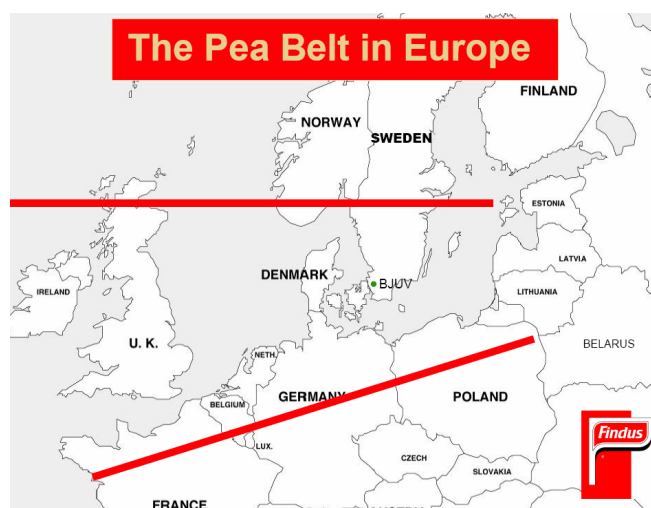 The Pea Belt in Europe
FINLAND
NORWAY
SWEDEN
ESTONIA
LATVIA
DENMARK
BJUV
IRELAND
LITHUANIA
U. K.
BELARUS
NETH.
GERMANY
POLAND
BELGIUM
LUX.
CZECH
SLOVAKIA
Findus
FRANCE